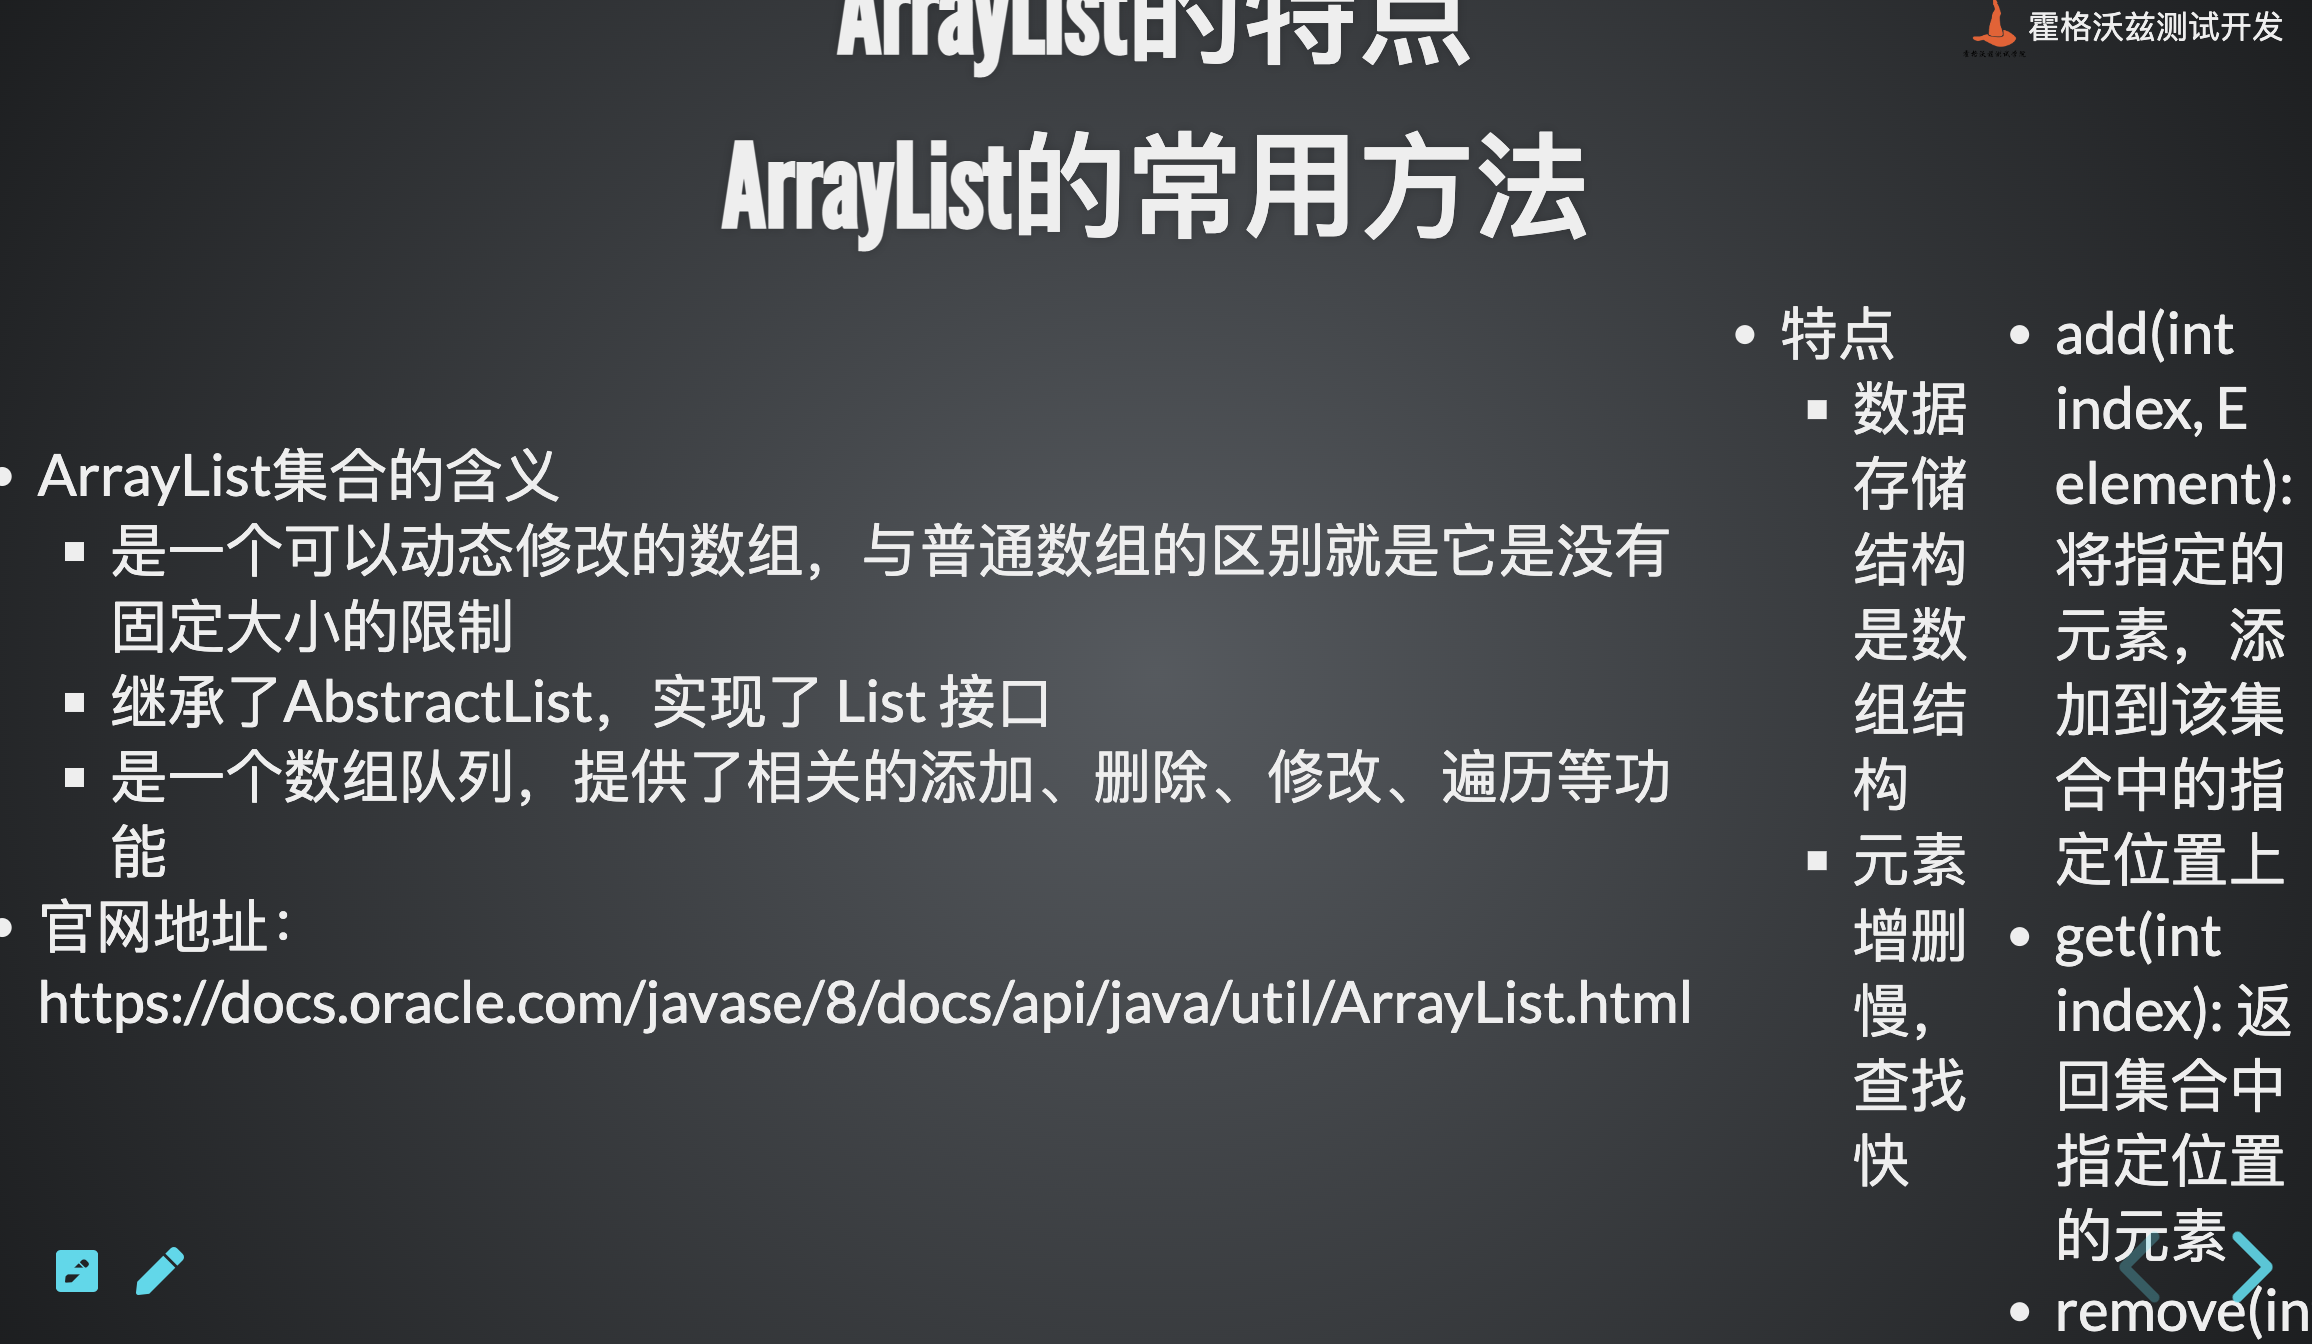 ArrayList的特点
霍格沃兹测试开发
ArrayList的常用方法
ArrayList集合的含义
是一个可以动态修改的数组，与普通数组的区别就是它是没有
固定大小的限制
继承了AbstractList，实现了 List 接口
是一个数组队列，提供了相关的添加、删除、修改、遍历等功
能
官网地址：
https://docs.oracle.com/javase/8/docs/api/java/util/ArrayList.html
特点
数据
存储
结构
是数
组结
构
元素
增删
慢，
查找
快
add(int
index, E
element):
将指定的
元素，添
加到该集
合中的指
定位置上
get(int
index): 返
回集合中
指定位置
的元素
remove(in